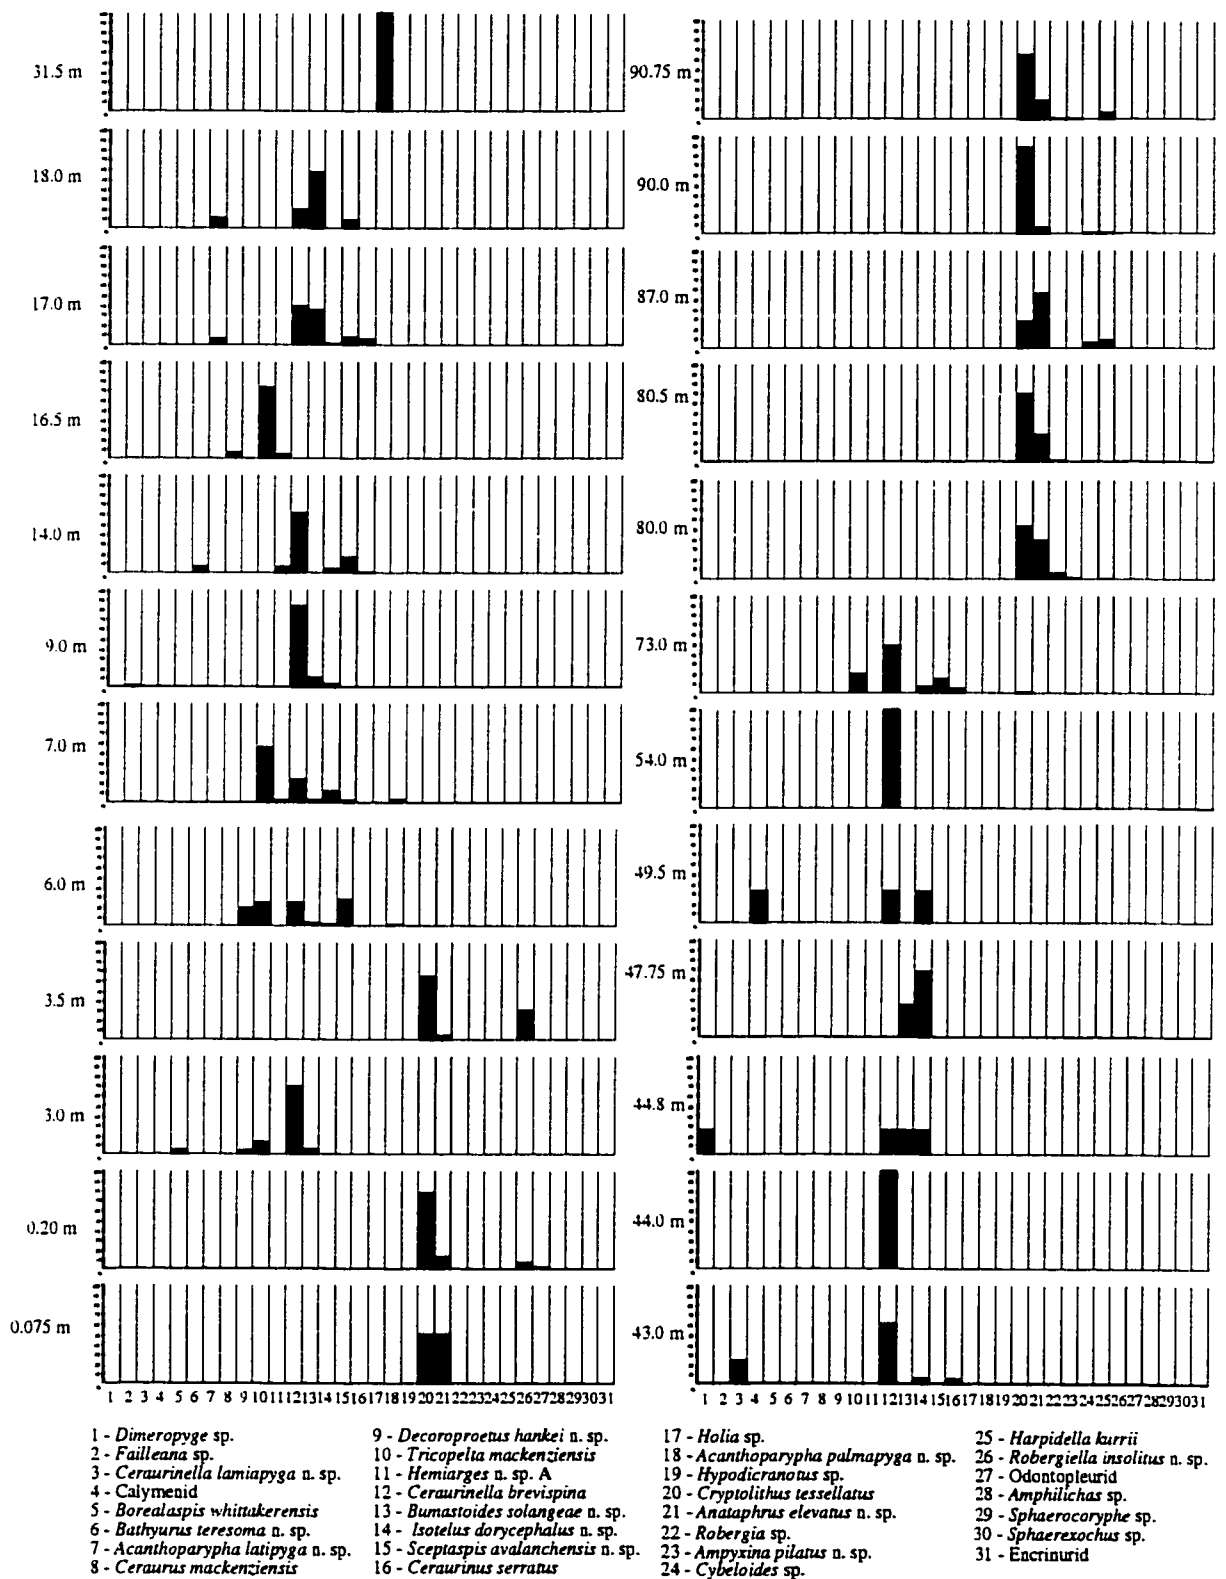 31.5 m
18.0 m
17.0 m
16.5 m
14.0 m
9.0 m
7.0 m
6.0 m
3.5 m
3.0 m
0.20 m
0.075 m
1 2 3 4 5 6 7 8 9 10 11 12 13 14 15 16 17 18 19 20 21 22 23 24 25 26 27 28 29 30 31
90.75 m
90.0 m
87.0 m
80.5 m
80.0 m
73.0 m
54.0 m
49.5 m
47.75 m
44.8 m
44.0 m
43.0 m
1 2 3 4 5 6 7 8 9 10 11 12 13 14 15 16 17 18 19 20 21 22 23 24 25 26 27 28 29 30 31
1 - Dimeropyge sp.
2 - Failleana sp.
3 - Ceraurinella lamiapyga n. sp.
4 - Calymenid
5 - Borealaspis whittakerensis
6 - Bathyurus teresoma n. sp.
7 - Acanthoparypha latipyga n. sp.
8 - Ceraurus mackenziensis
9 - Decoroproetus hankei n. sp.
10 - Tricopelta mackenziensis
11 - Hemiarges n. sp. A
12 - Ceraurinella brevispina
13 - Bumastoides solangeae n. sp.
14 - Isotelus dorycephalus n. sp.
15 - Sceptaspis avalanchensis n. sp.
16 - Ceraurinus serratus
17 - Holia sp.
18 - Acanthoparypha palmapyga n. sp.
19 - Hypodicranotus sp.
20 - Cryptolithus tessellatus
21 - Anataphrus elevatus n. sp.
22 - Robergia sp.
23 - Ampyxina pilatus n. sp.
24 - Cybeloides sp.
25 - Harpidella kurrii
26 - Robergiella insolitus n. sp.
27 - Odontopleurid
28 - Amphilichas sp.
29 - Sphaerocoryphe sp.
30 - Sphaerexochus sp.
31 - Encrinurid